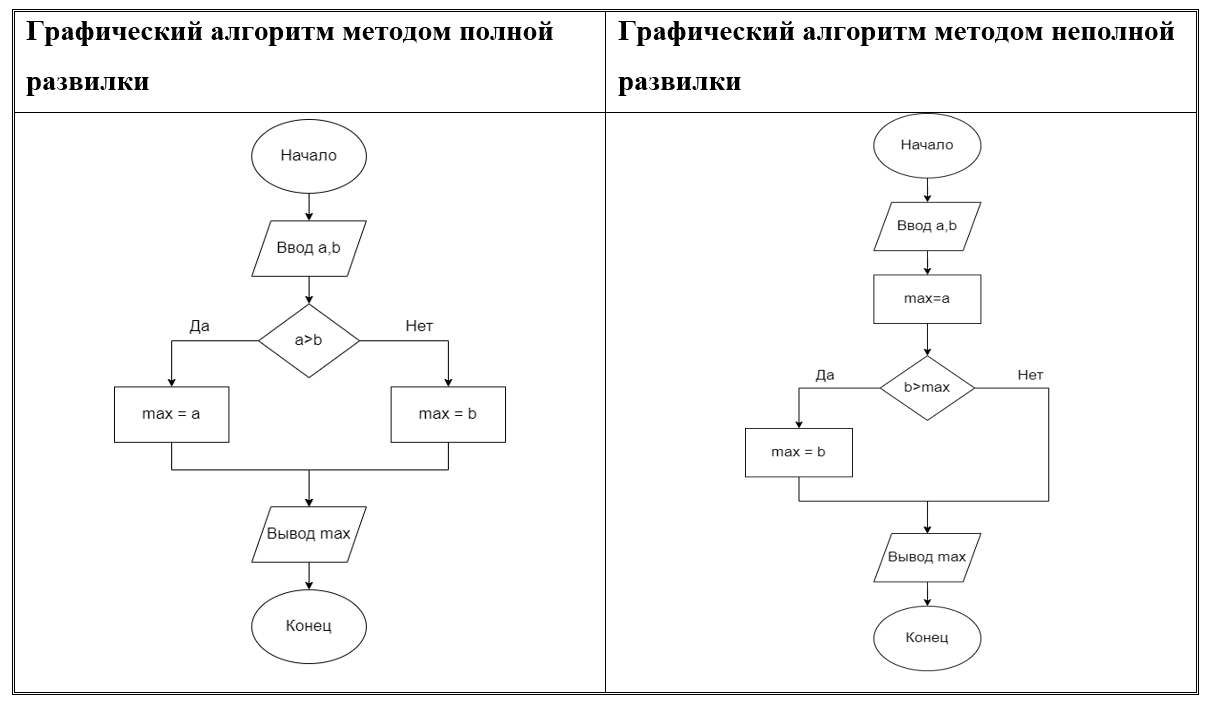 Графический алгоритм методом полной
развилки
Начало
Ввод a,b
a>b
Да
Нет
max = a
max = b
Вывод max
Конец
Графический алгоритм методом неполной
развилки
Начало
Ввод a,b
max=a
b>max
Да
Нет
max = b
Вывод max
Конец